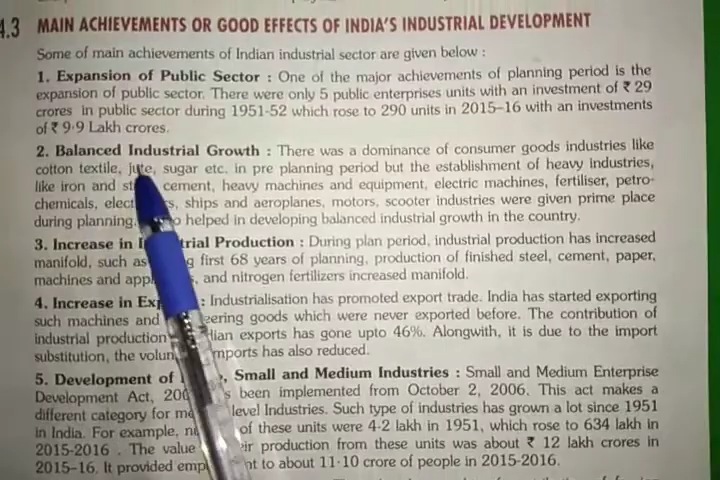 4.3 MAIN ACHIEVEMENTS OR GOOD EFFECTS OF INDIA'S INDUSTRIAL DEVELOPMENT
Some of main achievements of Indian industrial sector are given below :
1. Expansion of Public Sector : One of the major achievements of planning period is the
expansion of public sector. There were only 5 public enterprises units with an investment of ₹ 29
crores in public sector during 1951-52 which rose to 290 units in 2015–16 with an investments
of ₹ 9·9 Lakh crores.
2. Balanced Industrial Growth : There was a dominance of consumer goods industries like
cotton textile, jute, sugar etc. in pre planning period but the establishment of heavy industries,
like iron and st cement, heavy machines and equipment, electric machines, fertiliser, petro-
chemicals, elect s, ships and aeroplanes, motors, scooter industries were given prime place
during planning. o helped in developing balanced industrial growth in the country.
3. Increase in I trial Production : During plan period, industrial production has increased
manifold, such as g first 68 years of planning, production of finished steel, cement, paper,
machines and app s, and nitrogen fertilizers increased manifold.
4. Increase in Exp : Industrialisation has promoted export trade. India has started exporting
such machines and eering goods which were never exported before. The contribution of
industrial production dian exports has gone upto 46%. Alongwith, it is due to the import
substitution, the volun mports has also reduced.
5. Development of , Small and Medium Industries : Small and Medium Enterprise
Development Act, 200 s been implemented from October 2, 2006. This act makes a
different category for me level Industries. Such type of industries has grown a lot since 1951
in India. For example, n of these units were 4·2 lakh in 1951, which rose to 634 lakh in
2015-2016 . The value eir production from these units was about ₹ 12 lakh crores in
2015–16. It provided emp nt to about 11·10 crore of people in 2015-2016.